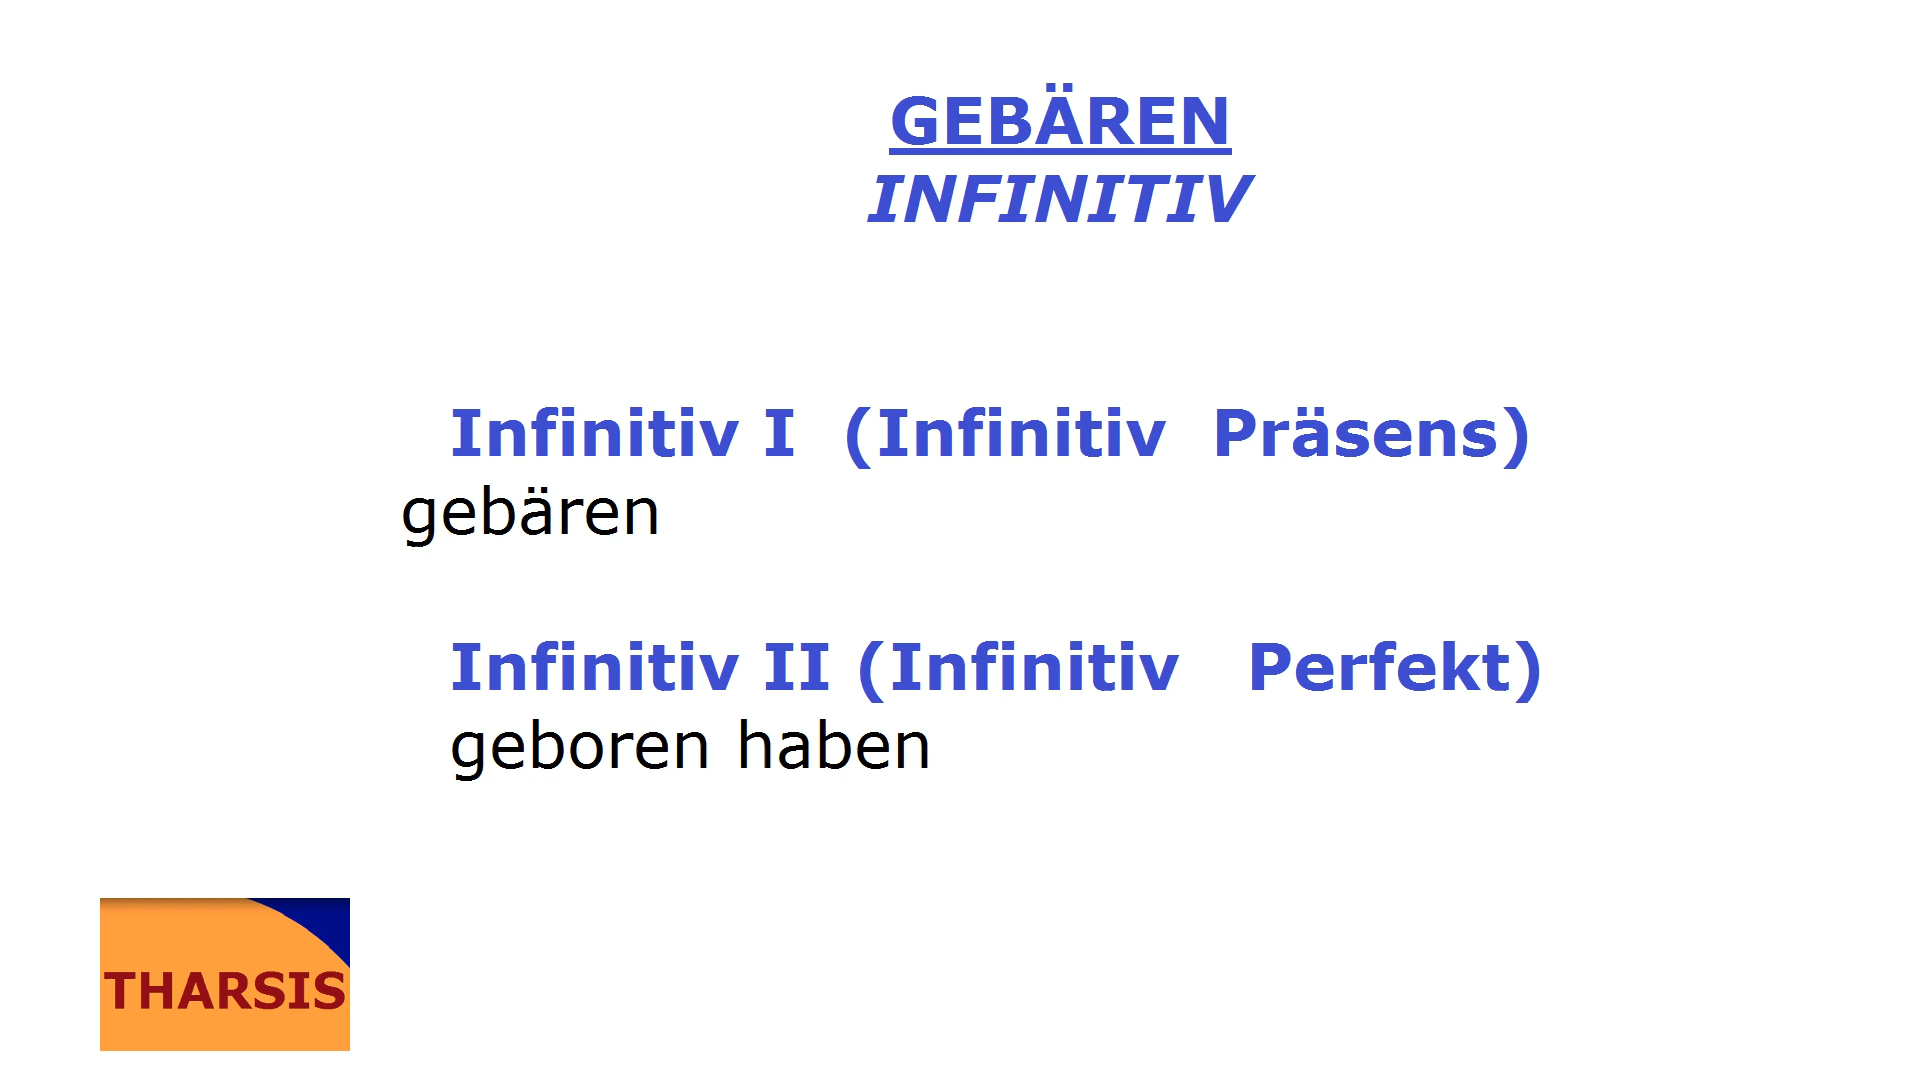 GEBÄREN
INFINITIV
Infinitiv I (Infinitiv Präsens)
gebären
Infinitiv II (Infinitiv Perfekt)
geboren haben
THARSIS